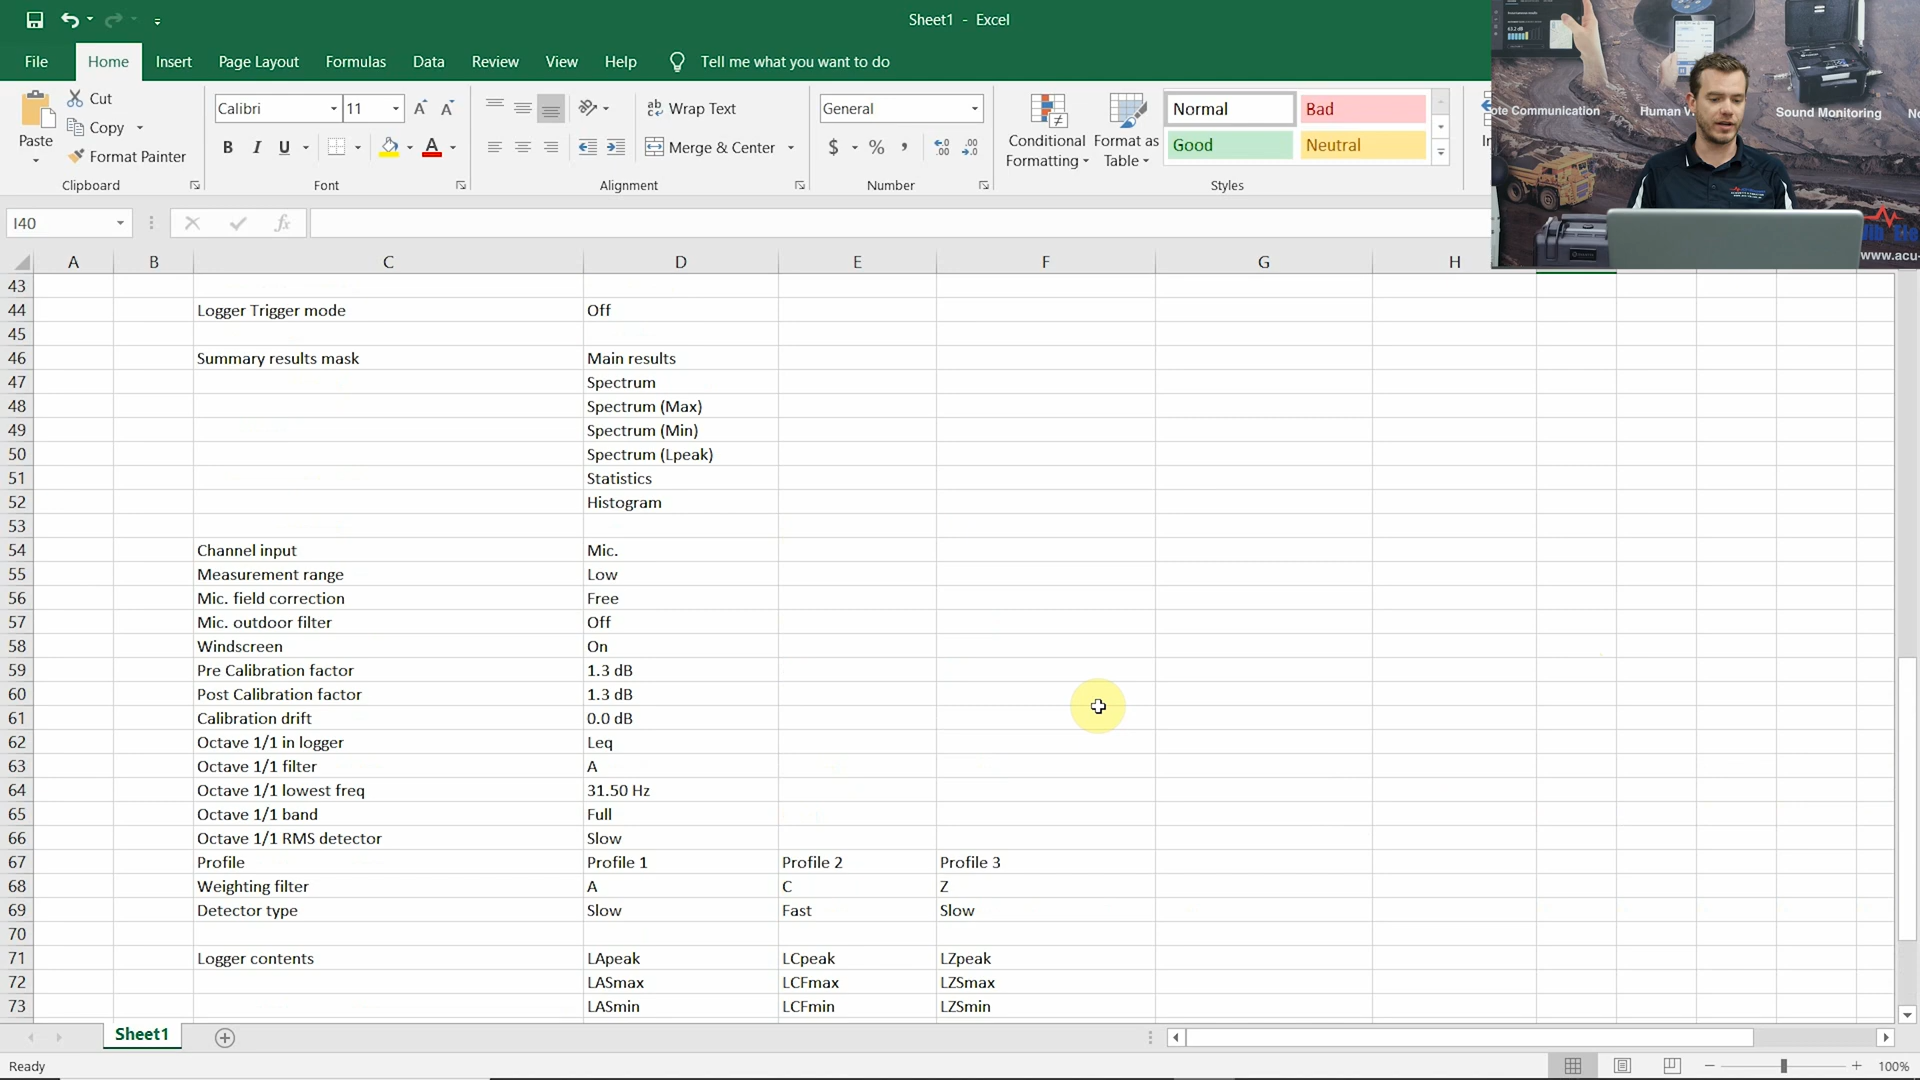 Sheet1 - Excel
File Home Insert Page Layout Formulas Data Review View Help Tell me what you want to do
Cut
Copy
Format Painter
Paste
Clipboard
Calibri 11
B I U
Font
Wrap Text
Merge & Center
Alignment
General
$ % ,
Number
Conditional Formatting
Format as Table
Normal Bad
Good Neutral
Styles
ote Communication Human V Sound Monitoring
www.acu-
I40 fx
A B C D E F G H
43
44 Logger Trigger mode Off
45
46 Summary results mask Main results
47 Spectrum
48 Spectrum (Max)
49 Spectrum (Min)
50 Spectrum (Lpeak)
51 Statistics
52 Histogram
53
54 Channel input Mic.
55 Measurement range Low
56 Mic. field correction Free
57 Mic. outdoor filter Off
58 Windscreen On
59 Pre Calibration factor 1.3 dB
60 Post Calibration factor 1.3 dB
61 Calibration drift 0.0 dB
62 Octave 1/1 in logger Leq
63 Octave 1/1 filter A
64 Octave 1/1 lowest freq 31.50 Hz
65 Octave 1/1 band Full
66 Octave 1/1 RMS detector Slow
67 Profile Profile 1 Profile 2 Profile 3
68 Weighting filter A C Z
69 Detector type Slow Fast Slow
70
71 Logger contents LApeak LCpeak LZpeak
72 LASmax LCFmax LZSmax
73 LASmin LCFmin LZSmin
Sheet1
Ready 100%